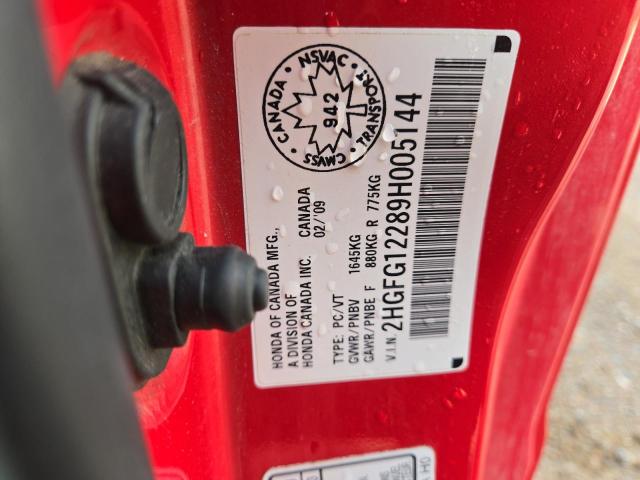 HONDA OF CANADA MFG.,
A DIVISION OF
HONDA CANADA INC. CANADA
02/'09
TYPE: PC/VT
GVWR/PNBV 1645KG
GAWR/PNBE F 880KG R 775KG
V.I.N. 2HGFG12289H005144
CANADA NSVAC TRANSPORT CMVSS
942